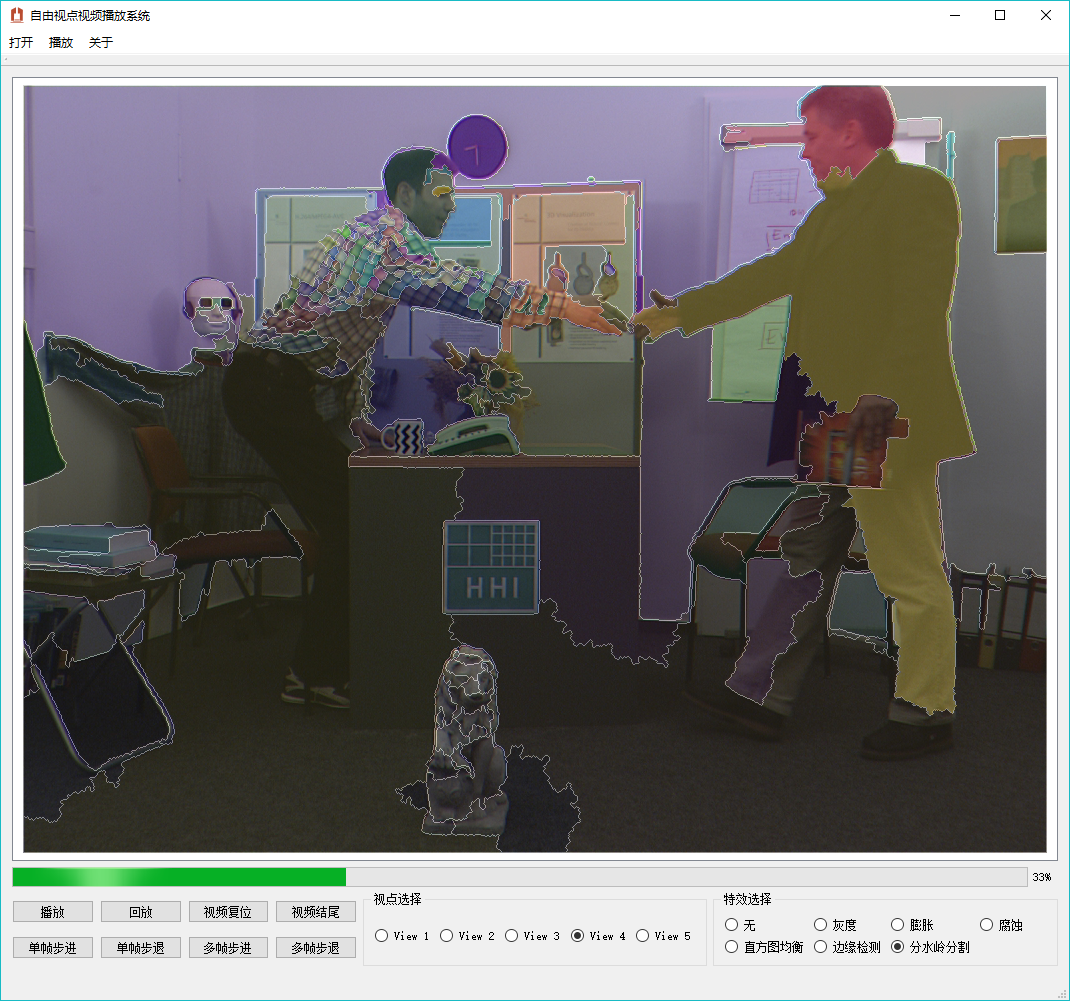 自由视点视频播放系统
打开 播放 关于
HHI
33%
播放 回放 视频复位 视频结尾
单帧步进 单帧步退 多帧步进 多帧步退
视点选择
View 1 View 2 View 3 View 4 View 5
特效选择
无 灰度 膨胀 腐蚀
直方图均衡 边缘检测 分水岭分割